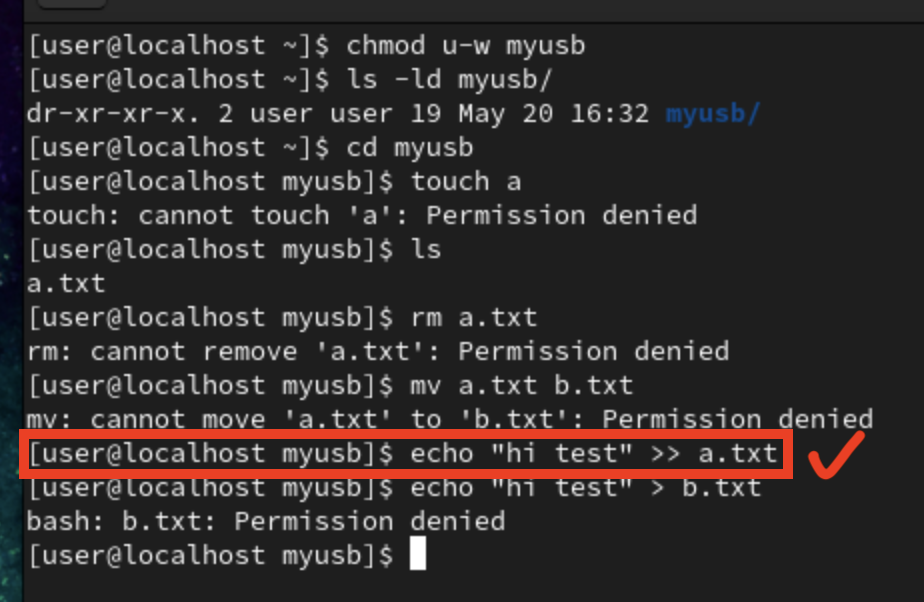 [user@localhost ~]$ chmod u-w myusb
[user@localhost ~]$ ls -ld myusb/
dr-xr-xr-x. 2 user user 19 May 20 16:32 myusb/
[user@localhost ~]$ cd myusb
[user@localhost myusb]$ touch a
touch: cannot touch 'a': Permission denied
[user@localhost myusb]$ ls
a.txt
[user@localhost myusb]$ rm a.txt
rm: cannot remove 'a.txt': Permission denied
[user@localhost myusb]$ mv a.txt b.txt
mv: cannot move 'a.txt' to 'b.txt': Permission denied
[user@localhost myusb]$ echo "hi test" >> a.txt
[user@localhost myusb]$ echo "hi test" > b.txt
bash: b.txt: Permission denied
[user@localhost myusb]$